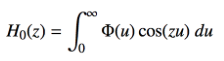 H₀(z) = ∫₀^∞ Φ(u) cos(zu) du